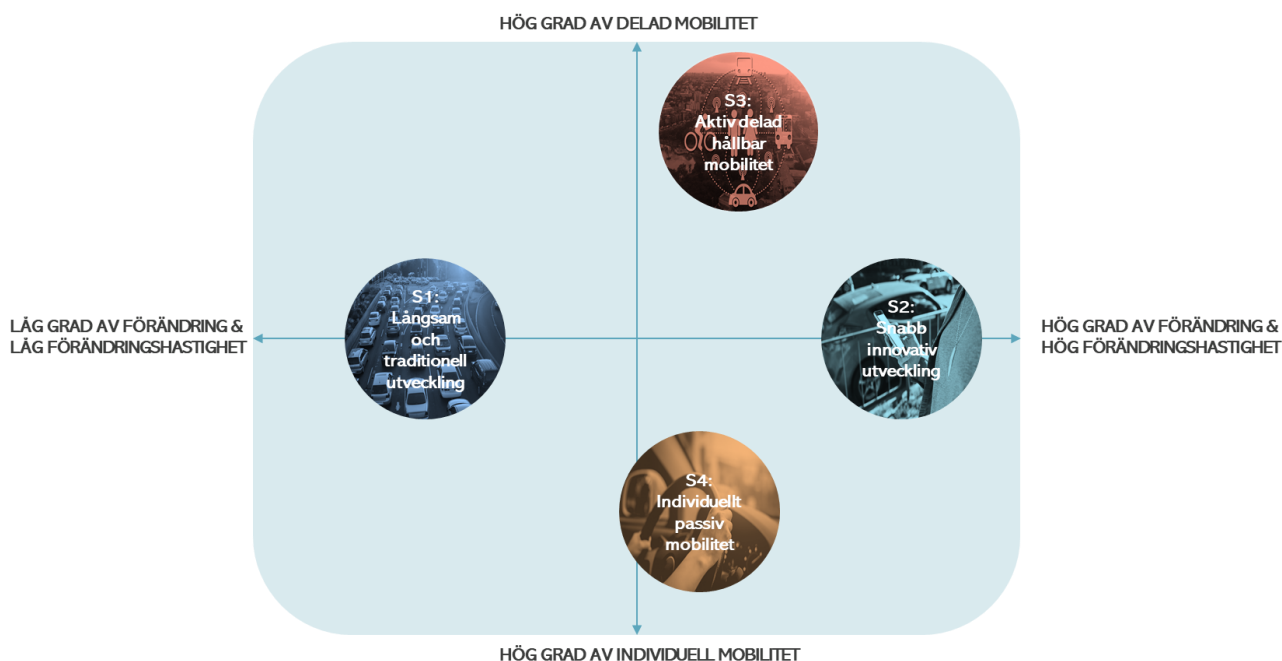 HÖG GRAD AV DELAD MOBILITET
S3:
Aktiv delad
hållbar
mobilitet
S1:
Långsam
och
traditionell
utveckling
S2:
Snabb
innovativ
utveckling
LÅG GRAD AV FÖRÄNDRING &
LÅG FÖRÄNDRINGSHASTIGHET
HÖG GRAD AV FÖRÄNDRING &
HÖG FÖRÄNDRINGSHASTIGHET
S4:
Individuellt
passiv
mobilitet
HÖG GRAD AV INDIVIDUELL MOBILITET